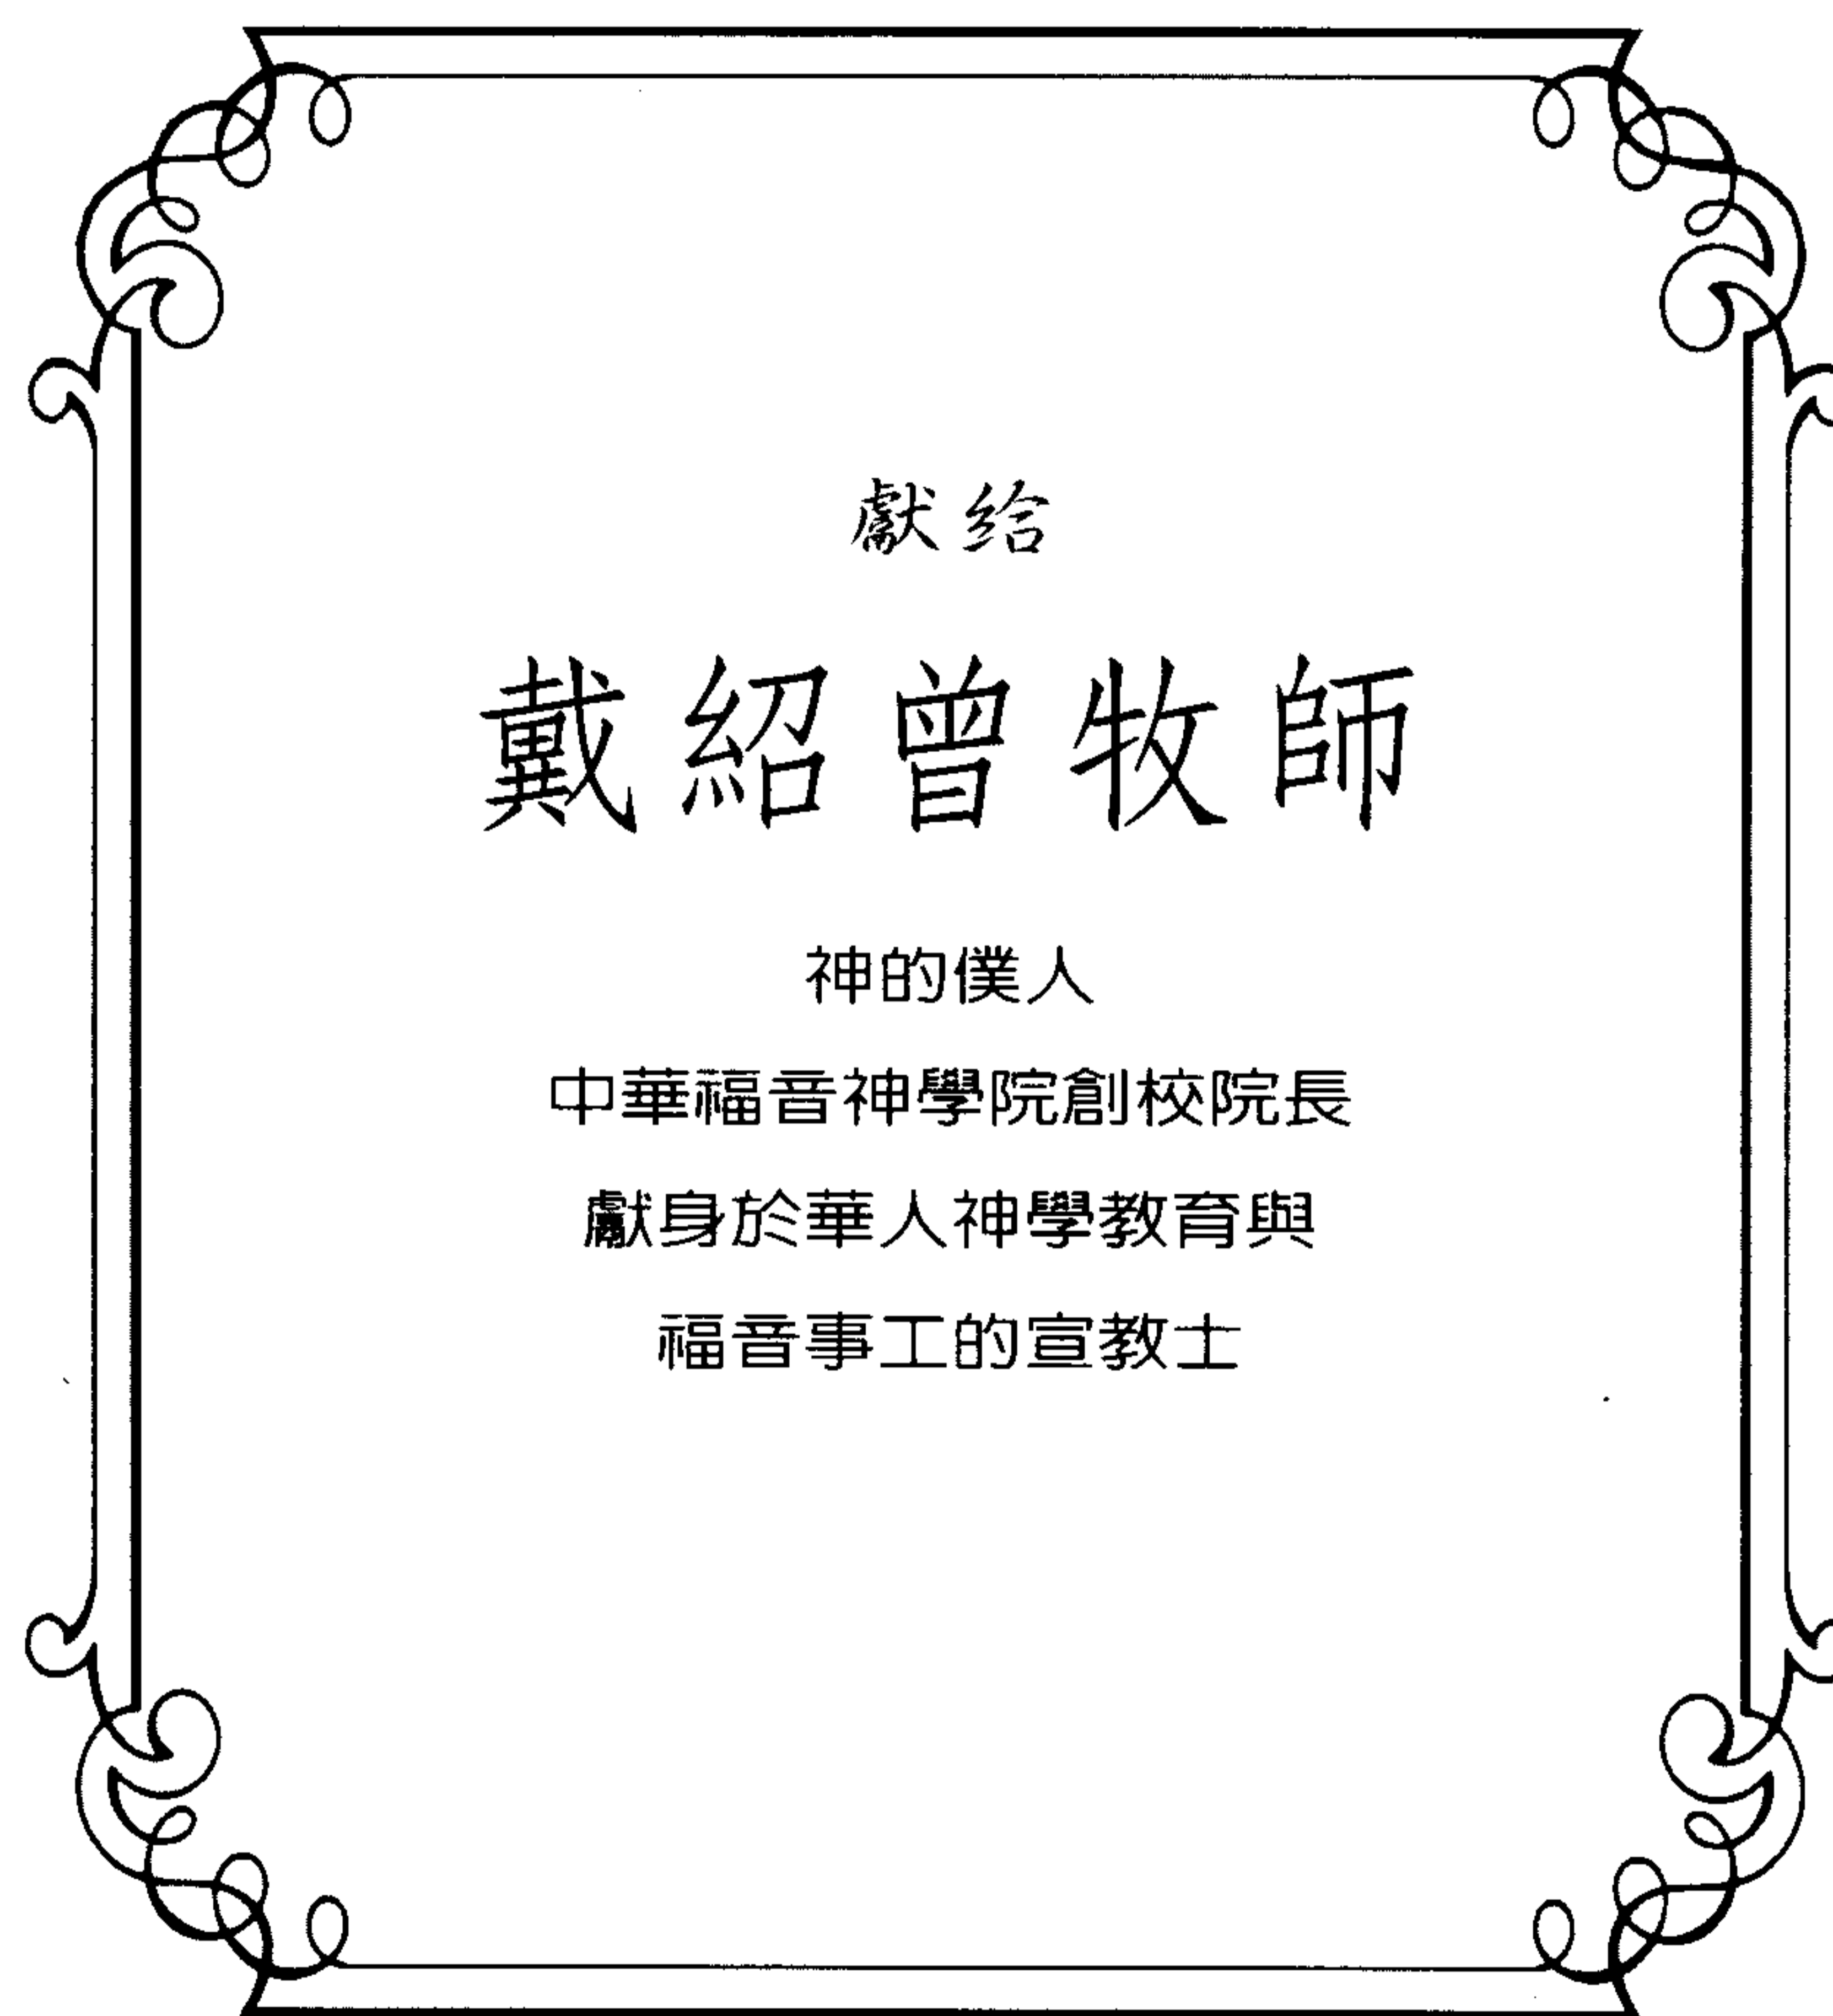 獻給
戴紹曾牧師
神的僕人
中華福音神學院創校院長
獻身於華人神學教育與
福音事工的宣教士